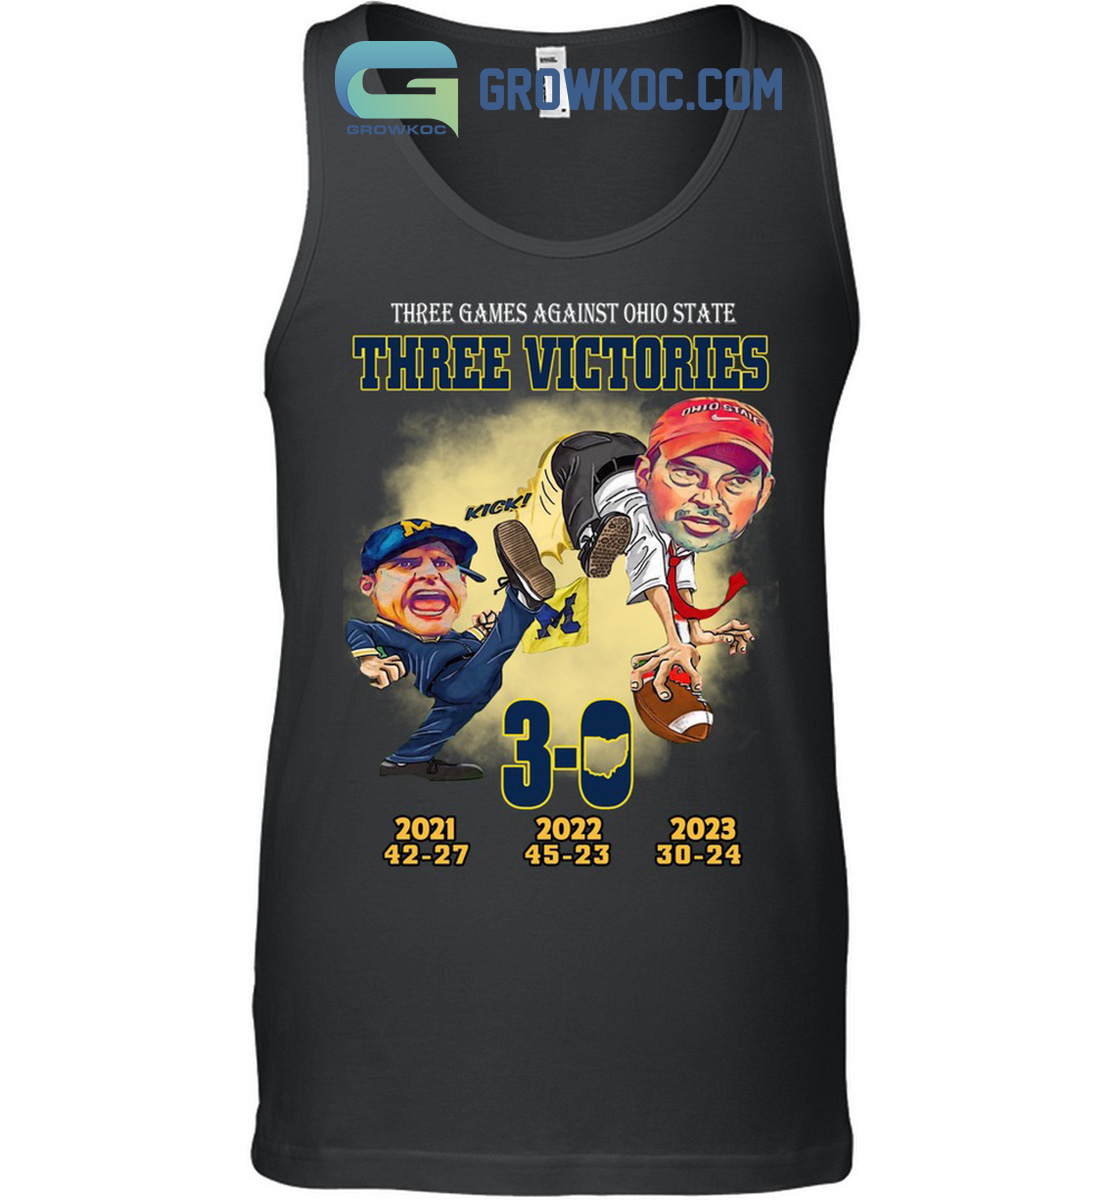 GROWKOC
GROWKOC.COM
THREE GAMES AGAINST OHIO STATE
THREE VICTORIES
OHIO STATE
KICK!
M
M
3-0
2021 2022 2023
42-27 45-23 30-24